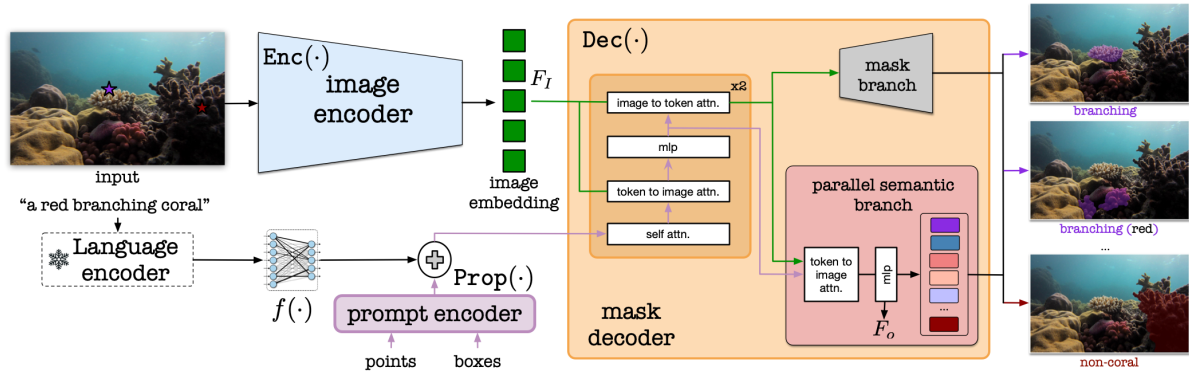 Enc(·)
image
encoder
input
F_I
image
embedding
"a red branching coral"
Language
encoder
f(·)
Prop(·)
prompt encoder
points
boxes
Dec(·)
x2
image to token attn.
mlp
token to image attn.
self attn.
mask
decoder
mask
branch
parallel semantic
branch
token to
image
attn.
mlp
F_o
...
branching
branching (red)
...
non-coral